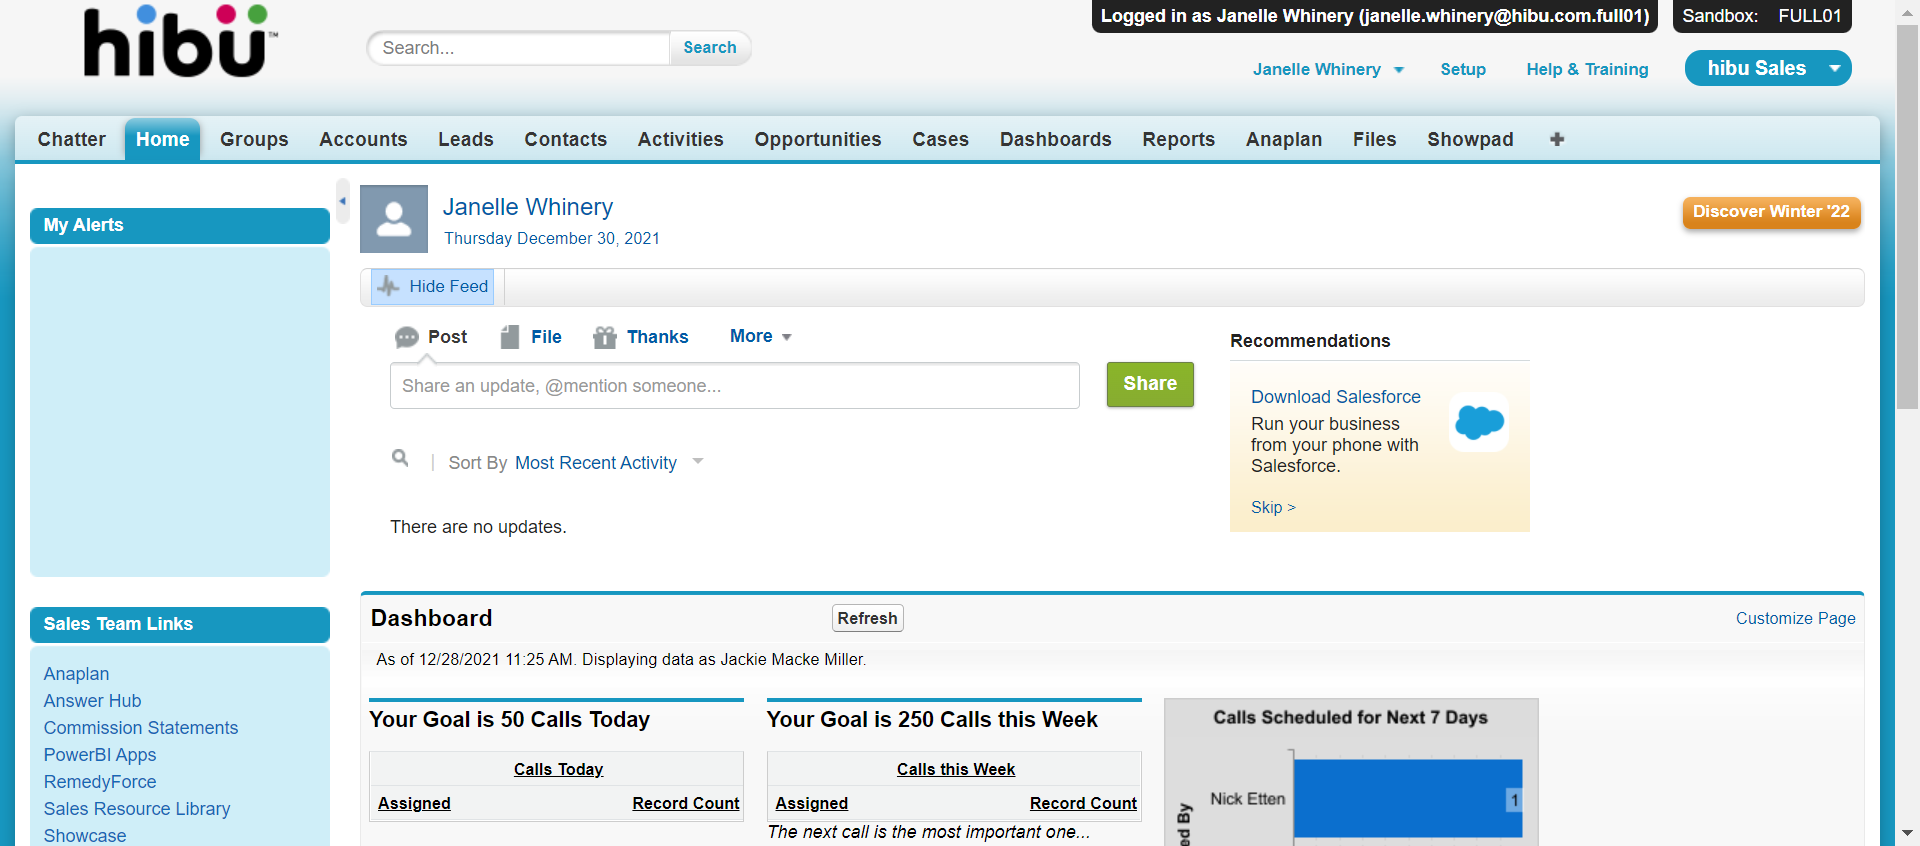 Logged in as Janelle Whinery (janelle.whinery@hibu.com.full01)
Sandbox: FULL01
hibu™
Search...
Search
Janelle Whinery
Setup
Help & Training
hibu Sales
Chatter
Home
Groups
Accounts
Leads
Contacts
Activities
Opportunities
Cases
Dashboards
Reports
Anaplan
Files
Showpad
My Alerts
Janelle Whinery
Thursday December 30, 2021
Discover Winter '22
Hide Feed
Post
File
Thanks
More
Share an update, @mention someone...
Share
Sort By Most Recent Activity
There are no updates.
Recommendations
Download Salesforce
Run your business
from your phone with
Salesforce.
Skip >
Sales Team Links
Anaplan
Answer Hub
Commission Statements
PowerBI Apps
RemedyForce
Sales Resource Library
Showcase
Dashboard
Refresh
Customize Page
As of 12/28/2021 11:25 AM. Displaying data as Jackie Macke Miller.
Your Goal is 50 Calls Today
Calls Today
Assigned
Record Count
Your Goal is 250 Calls this Week
Calls this Week
Assigned
Record Count
The next call is the most important one...
Calls Scheduled for Next 7 Days
Nick Etten
1
ed By